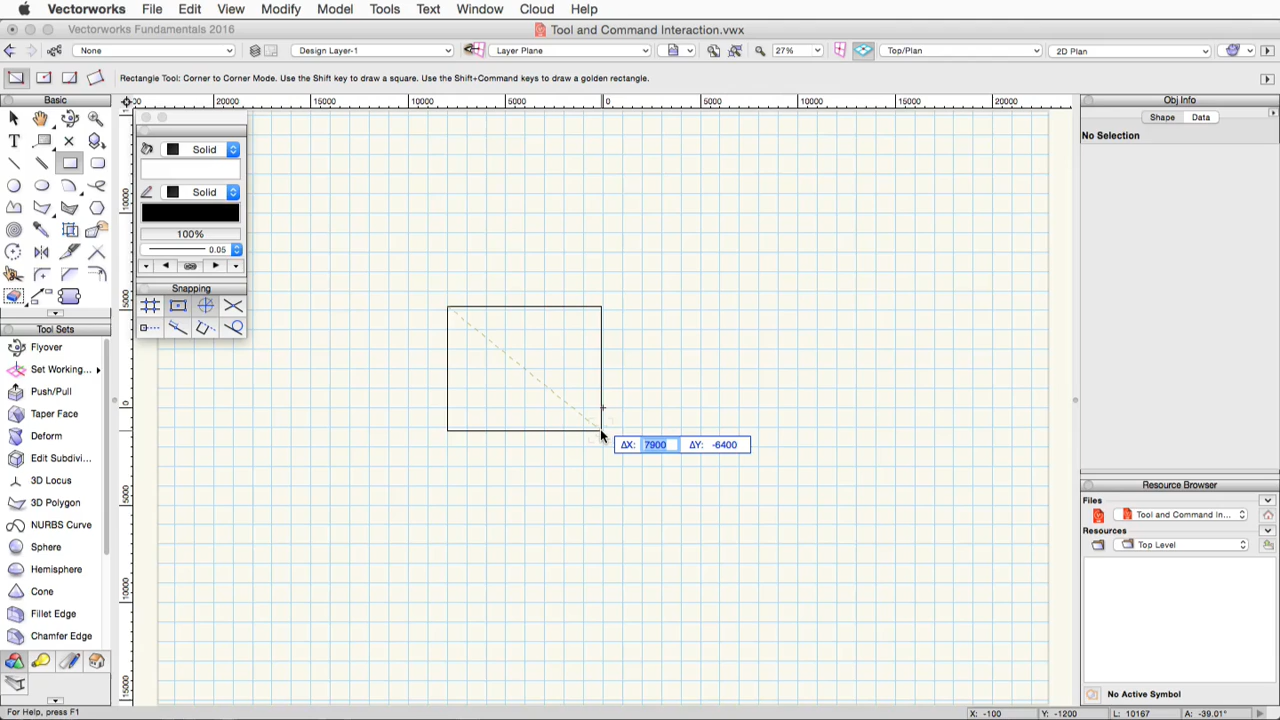 Vectorworks File Edit View Modify Model Tools Text Window Cloud Help
Vectorworks Fundamentals 2016 Tool and Command Interaction.vwx
None Design Layer-1 Layer Plane 27% Top/Plan 2D Plan
Rectangle Tool: Corner to Corner Mode. Use the Shift key to draw a square. Use the Shift+Command keys to draw a golden rectangle.
Basic
20000 15000 10000 5000 0 5000 10000 15000 20000
Obj Info
Shape Data
No Selection
Solid
Solid
100%
0.05
Snapping
10000
5000
0
5000
10000
15000
Tool Sets
Flyover
Set Working...
Push/Pull
Taper Face
Deform
Edit Subdivi...
3D Locus
3D Polygon
NURBS Curve
Sphere
Hemisphere
Cone
Fillet Edge
Chamfer Edge
ΔX: 7900 ΔY: -6400
Resource Browser
Files
Tool and Command In...
Resources
Top Level
No Active Symbol
For Help, press F1
X: -100 Y: -1200 L: 10167 A: -39.01°